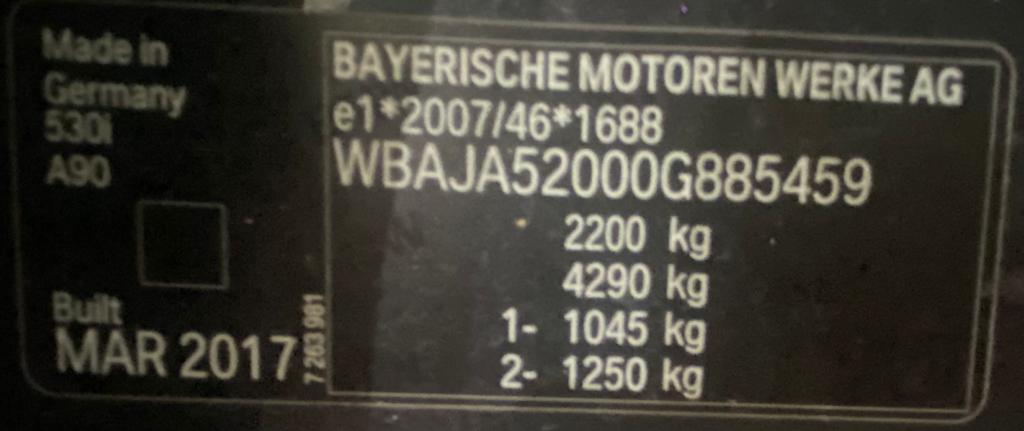 Made in
Germany
530i
A90
Built
MAR 2017
7 263 981
BAYERISCHE MOTOREN WERKE AG
e1*2007/46*1688
WBAJA52000G885459
2200 kg
4290 kg
1- 1045 kg
2- 1250 kg